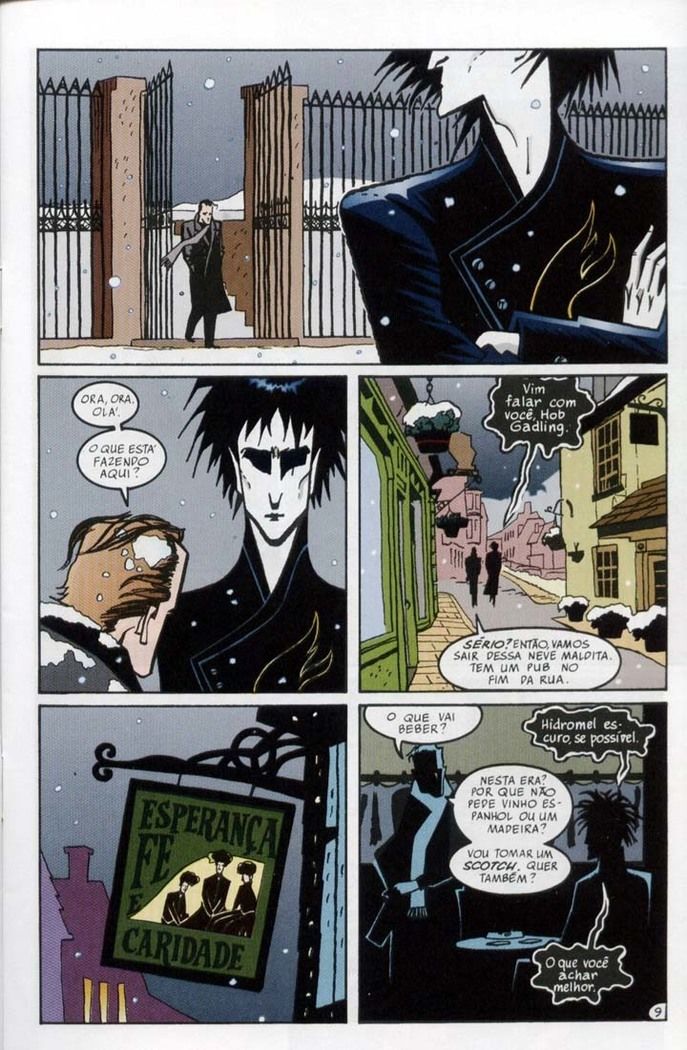 ORA, ORA.
OLÁ.
O QUE ESTÁ
FAZENDO
AQUI?
Vim
falar com
você, Hob
Gadling.
SÉRIO? ENTÃO, VAMOS
SAIR DESSA NEVE MALDITA.
TEM UM PUB NO
FIM DA RUA.
ESPERANÇA
FÉ
E
CARIDADE
O QUE VAI
BEBER?
Hidromel es-
curo, se possível.
NESTA ERA?
POR QUE NÃO
PEDE VINHO ES-
PANHOL OU UM
MADEIRA?
VOU TOMAR UM
SCOTCH. QUER
TAMBÉM?
O que você
achar
melhor.
9